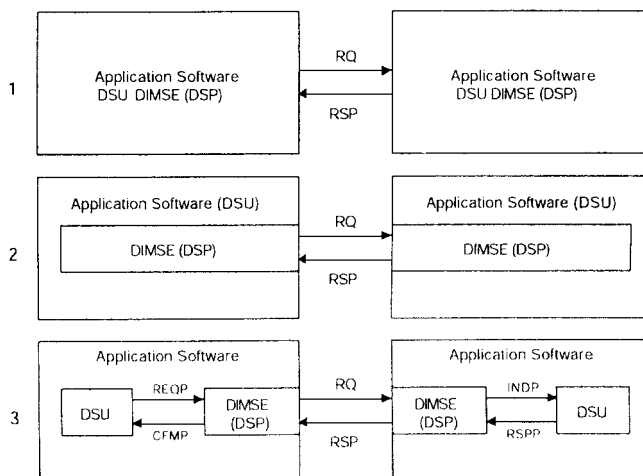 1
Application Software
DSU DIMSE (DSP)
RQ
RSP
Application Software
DSU DIMSE (DSP)
2
Application Software (DSU)
DIMSE (DSP)
RQ
RSP
Application Software (DSU)
DIMSE (DSP)
3
Application Software
DSU
REQP
CFMP
DIMSE
(DSP)
RQ
RSP
Application Software
DIMSE
(DSP)
INDP
RSPP
DSU